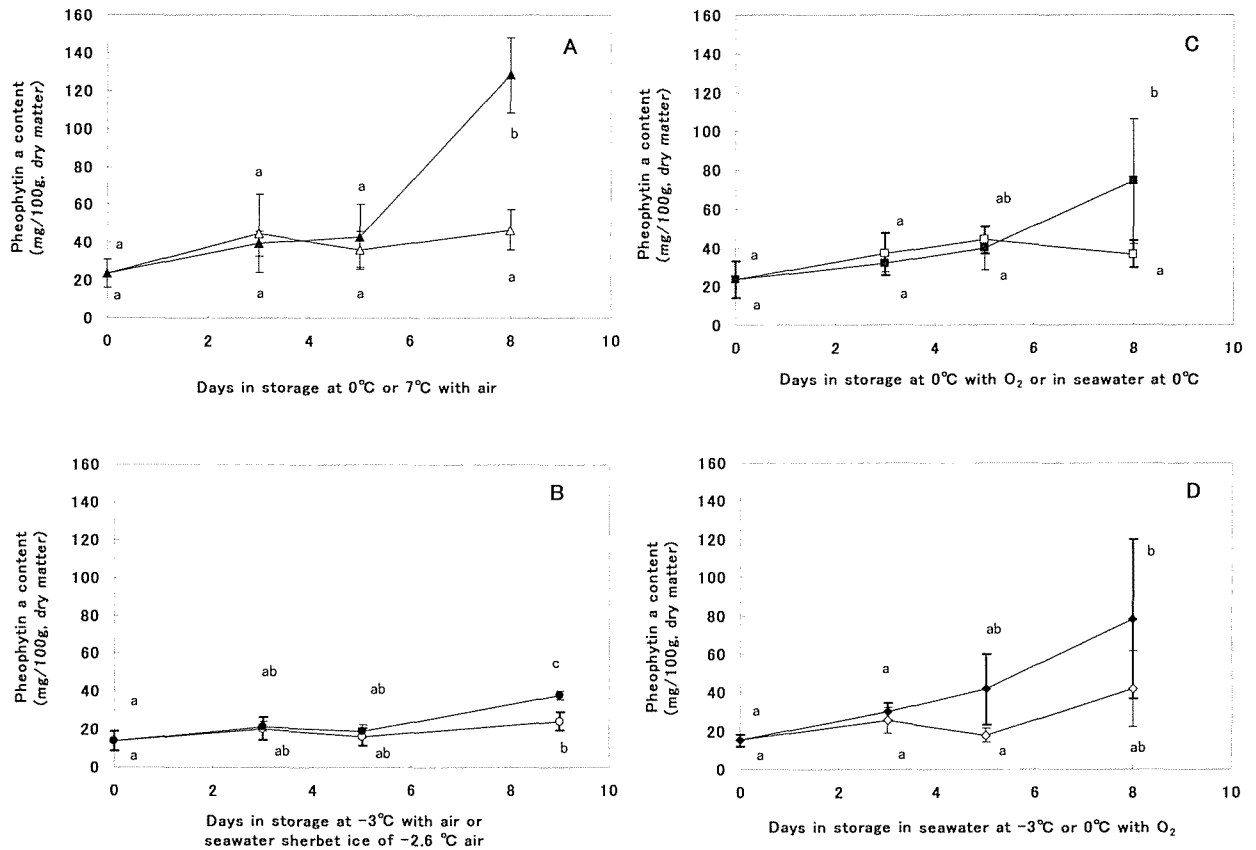 A
Pheophytin a content
(mg/100g, dry matter)
160
140
120
100
80
60
40
20
0
a
a
a
a
a
a
b
a
0
2
4
6
8
10
Days in storage at 0℃ or 7℃ with air
C
Pheophytin a content
(mg/100g, dry matter)
160
140
120
100
80
60
40
20
0
a
a
a
a
ab
a
b
a
0
2
4
6
8
10
Days in storage at 0℃ with O₂ or in seawater at 0℃
B
Pheophytin a content
(mg/100g, dry matter)
160
140
120
100
80
60
40
20
0
a
a
ab
ab
ab
ab
c
b
0
2
4
6
8
10
Days in storage at -3℃ with air or
seawater sherbet ice of -2.6 ℃ air
D
Pheophytin a content
(mg/100g, dry matter)
160
140
120
100
80
60
40
20
0
a
a
a
a
ab
a
b
ab
0
2
4
6
8
10
Days in storage in seawater at -3℃ or 0℃ with O₂